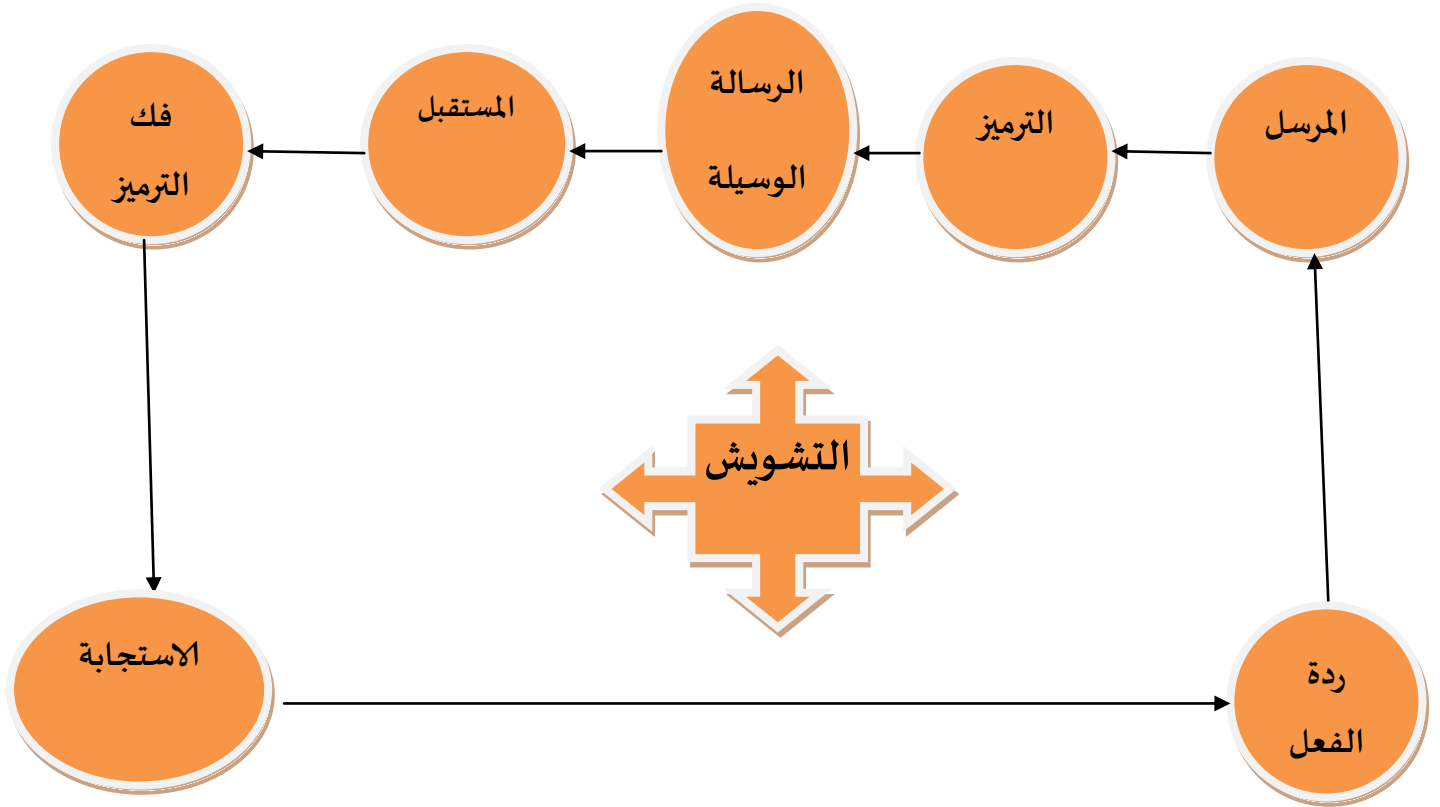 المرسل
الترميز
الرسالة
الوسيلة
المستقبل
فك
الترميز
التشويش
الاستجابة
ردة
الفعل